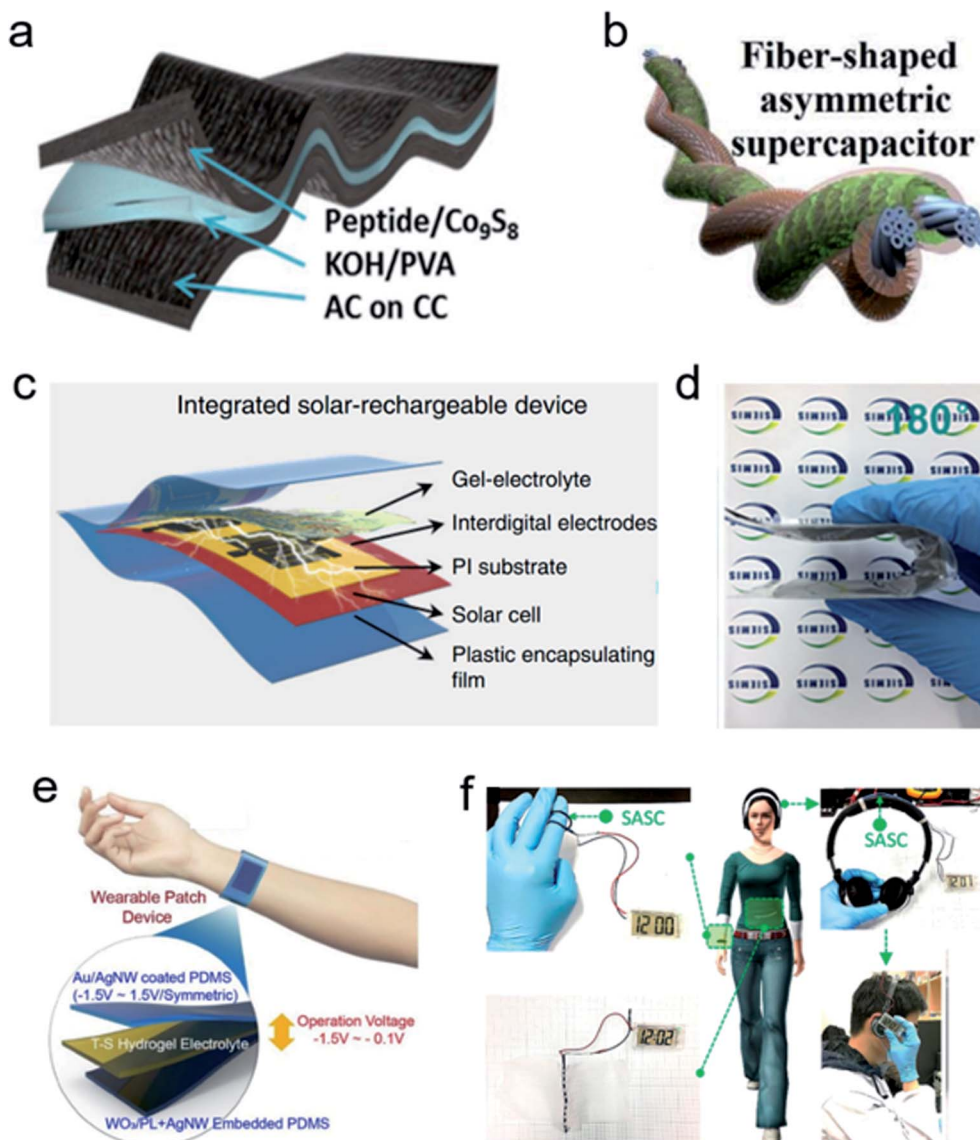 a
Peptide/Co₉S₈
KOH/PVA
AC on CC
b
Fiber-shaped
asymmetric
supercapacitor
c
Integrated solar-rechargeable device
Gel-electrolyte
Interdigital electrodes
PI substrate
Solar cell
Plastic encapsulating
film
d
180°
e
Wearable Patch
Device
Au/AgNW coated PDMS
(-1.5V ~ 1.5V/Symmetric)
T-S Hydrogel Electrolyte
Operation Voltage
-1.5V ~ - 0.1V
WO₃/PL+AgNW Embedded PDMS
f
SASC
12:00
SASC
12:01
12:02